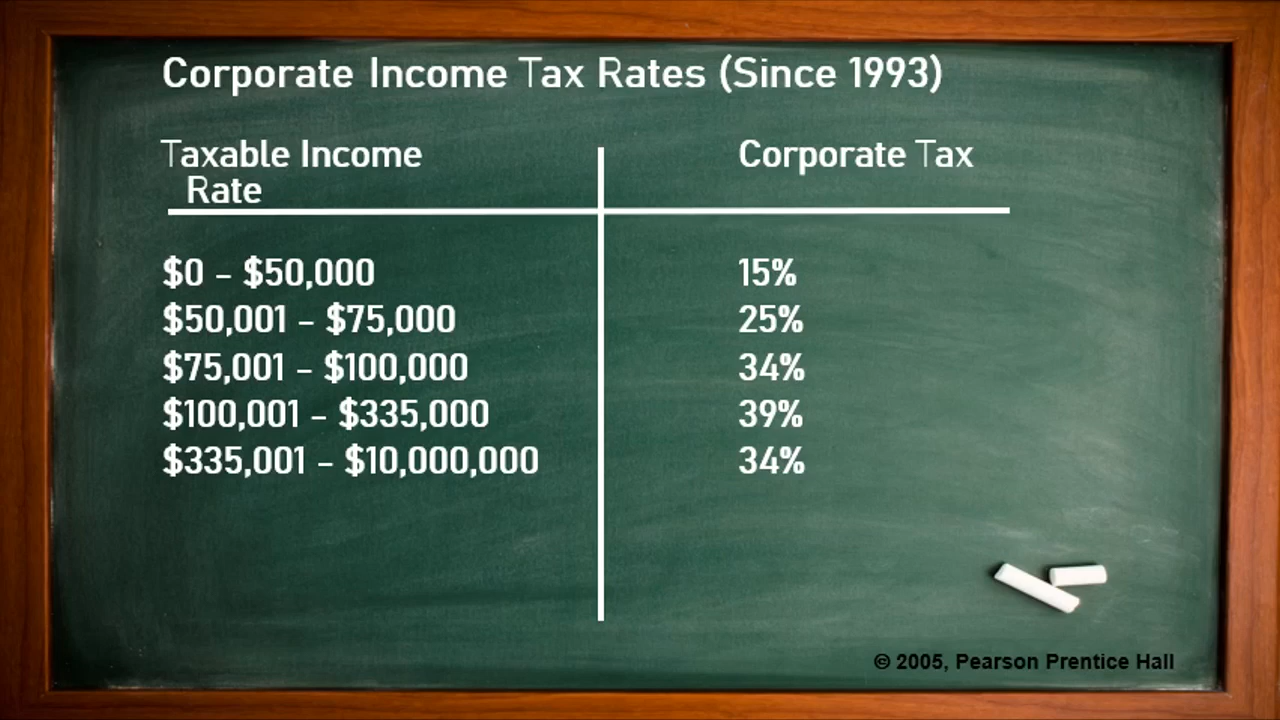 Corporate Income Tax Rates (Since 1993)
Taxable Income Corporate Tax
Rate
$0 – $50,000 15%
$50,001 – $75,000 25%
$75,001 – $100,000 34%
$100,001 – $335,000 39%
$335,001 – $10,000,000 34%
© 2005, Pearson Prentice Hall